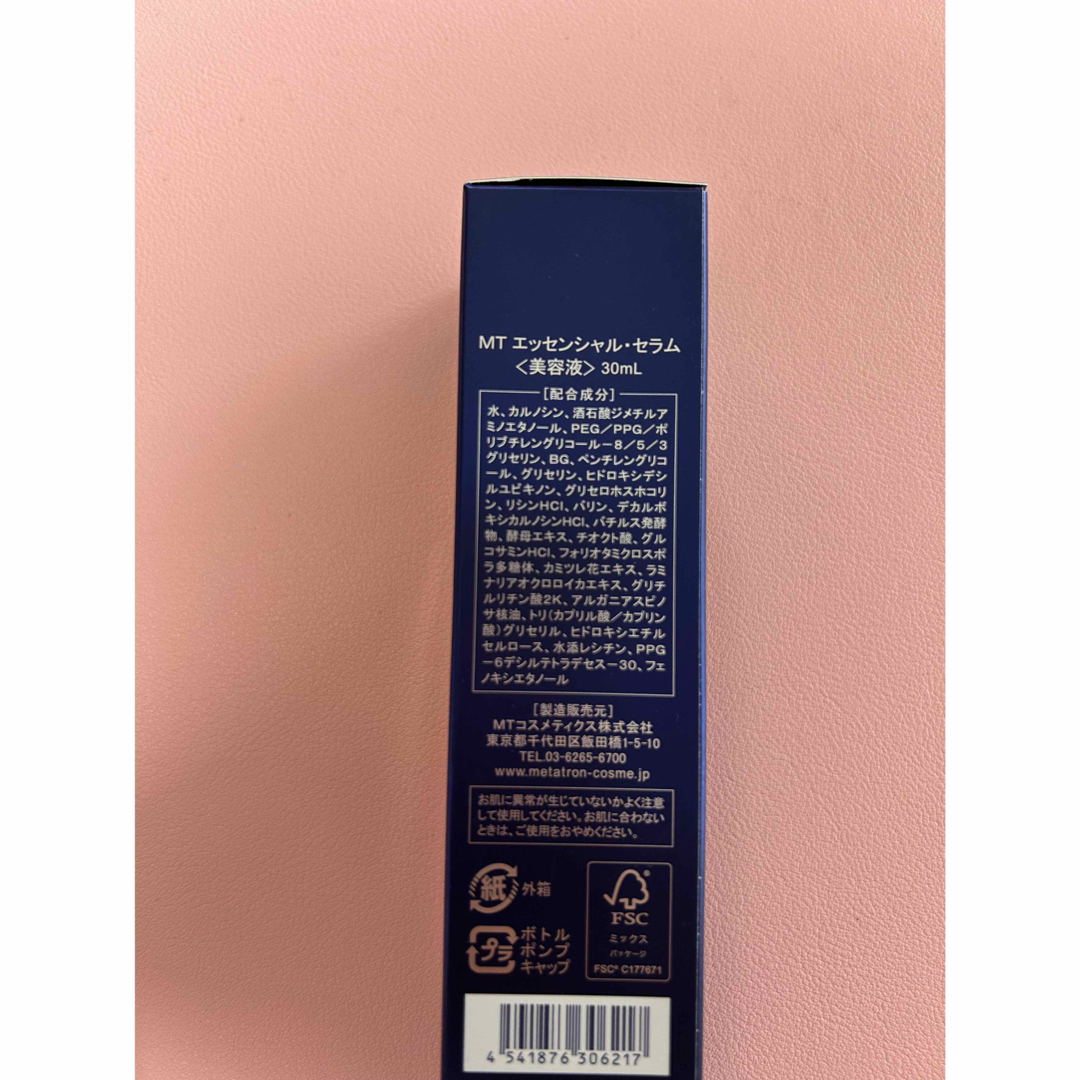 MT エッセンシャル・セラム
〈美容液〉 30mL
[配合成分]
水、カルノシン、酒石酸ジメチルア
ミノエタノール、PEG／PPG／ポ
リブチレングリコール－8／5／3
グリセリン、BG、ペンチレングリコ
ール、グリセリン、ヒドロキシデシ
ルユビキノン、グリセロホスホコリ
ン、リシンHCl、バリン、デカルボ
キシカルノシンHCl、バチルス発酵
物、酵母エキス、チオクト酸、グル
コサミンHCl、フォリオタミクロスポ
ラ多糖体、カミツレ花エキス、ラミ
ナリアオクロロイカエキス、グリチ
ルリチン酸2K、アルガニアスピノ
サ核油、トリ(カプリル酸／カプリン
酸)グリセリル、ヒドロキシエチル
セルロース、水添レシチン、PPG
－6デシルテトラデセス－30、フェ
ノキシエタノール
[製造販売元]
MTコスメティクス株式会社
東京都千代田区飯田橋1-5-10
TEL.03-6265-6700
www.metatron-cosme.jp
お肌に異常が生じていないかよく注意
して使用してください。お肌に合わない
ときは、ご使用をおやめください。
紙 外箱
プラ ボトル
ポンプ
キャップ
FSC
ミックス
パッケージ
FSC® C177671
4 541876 306217